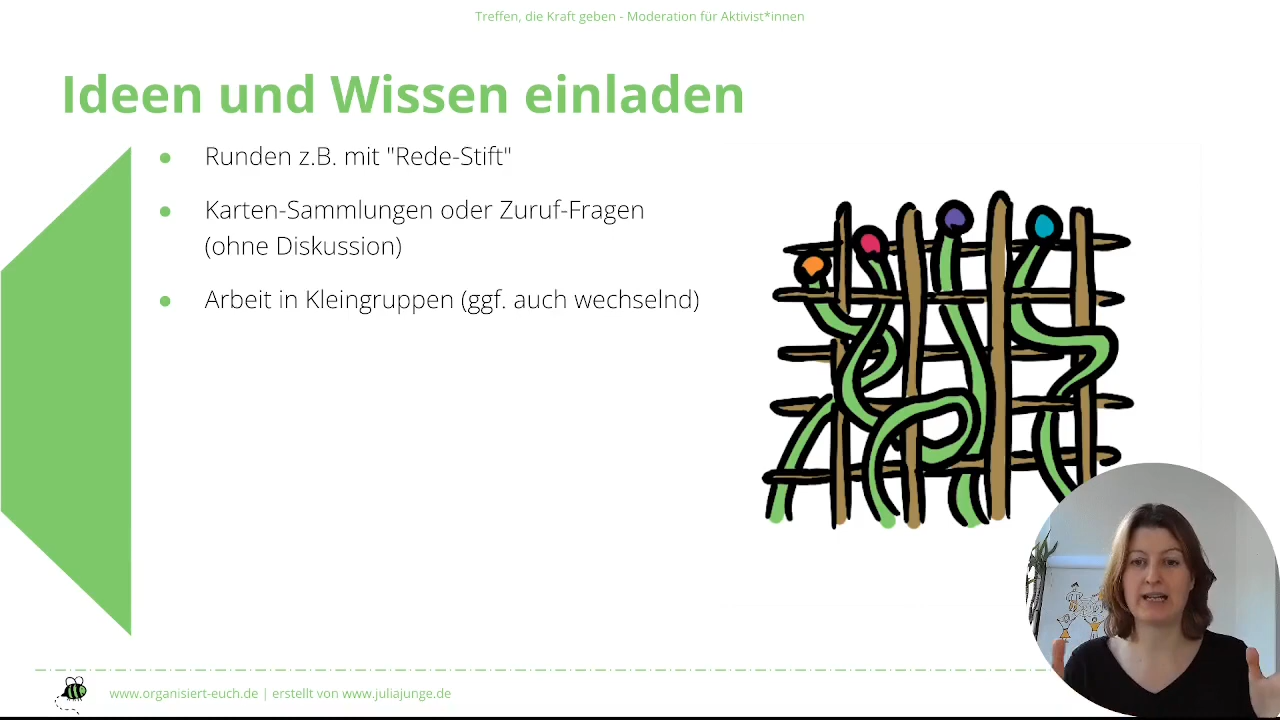 Treffen, die Kraft geben - Moderation für Aktivist*innen
Ideen und Wissen einladen
Runden z.B. mit "Rede-Stift"
Karten-Sammlungen oder Zuruf-Fragen
(ohne Diskussion)
Arbeit in Kleingruppen (ggf. auch wechselnd)
www.organisiert-euch.de | erstellt von www.juliajunge.de